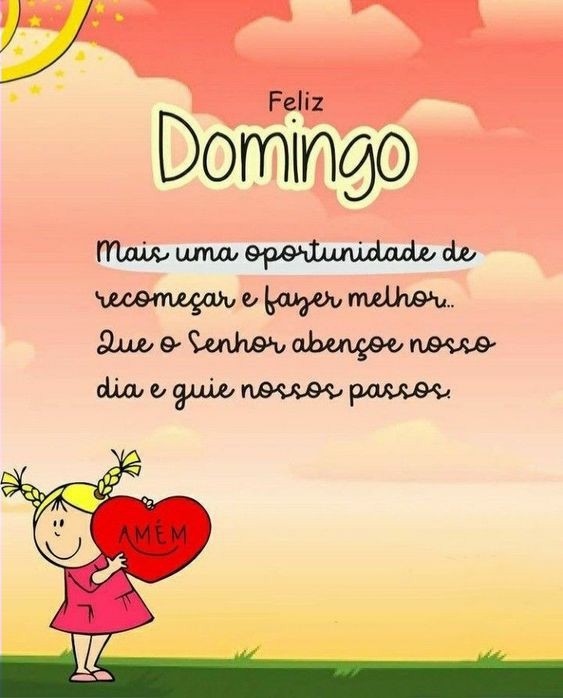 Feliz
Domingo
Mais uma oportunidade de
recomeçar e fazer melhor...
Que o Senhor abençoe nosso
dia e guie nossos passos.
AMÉM